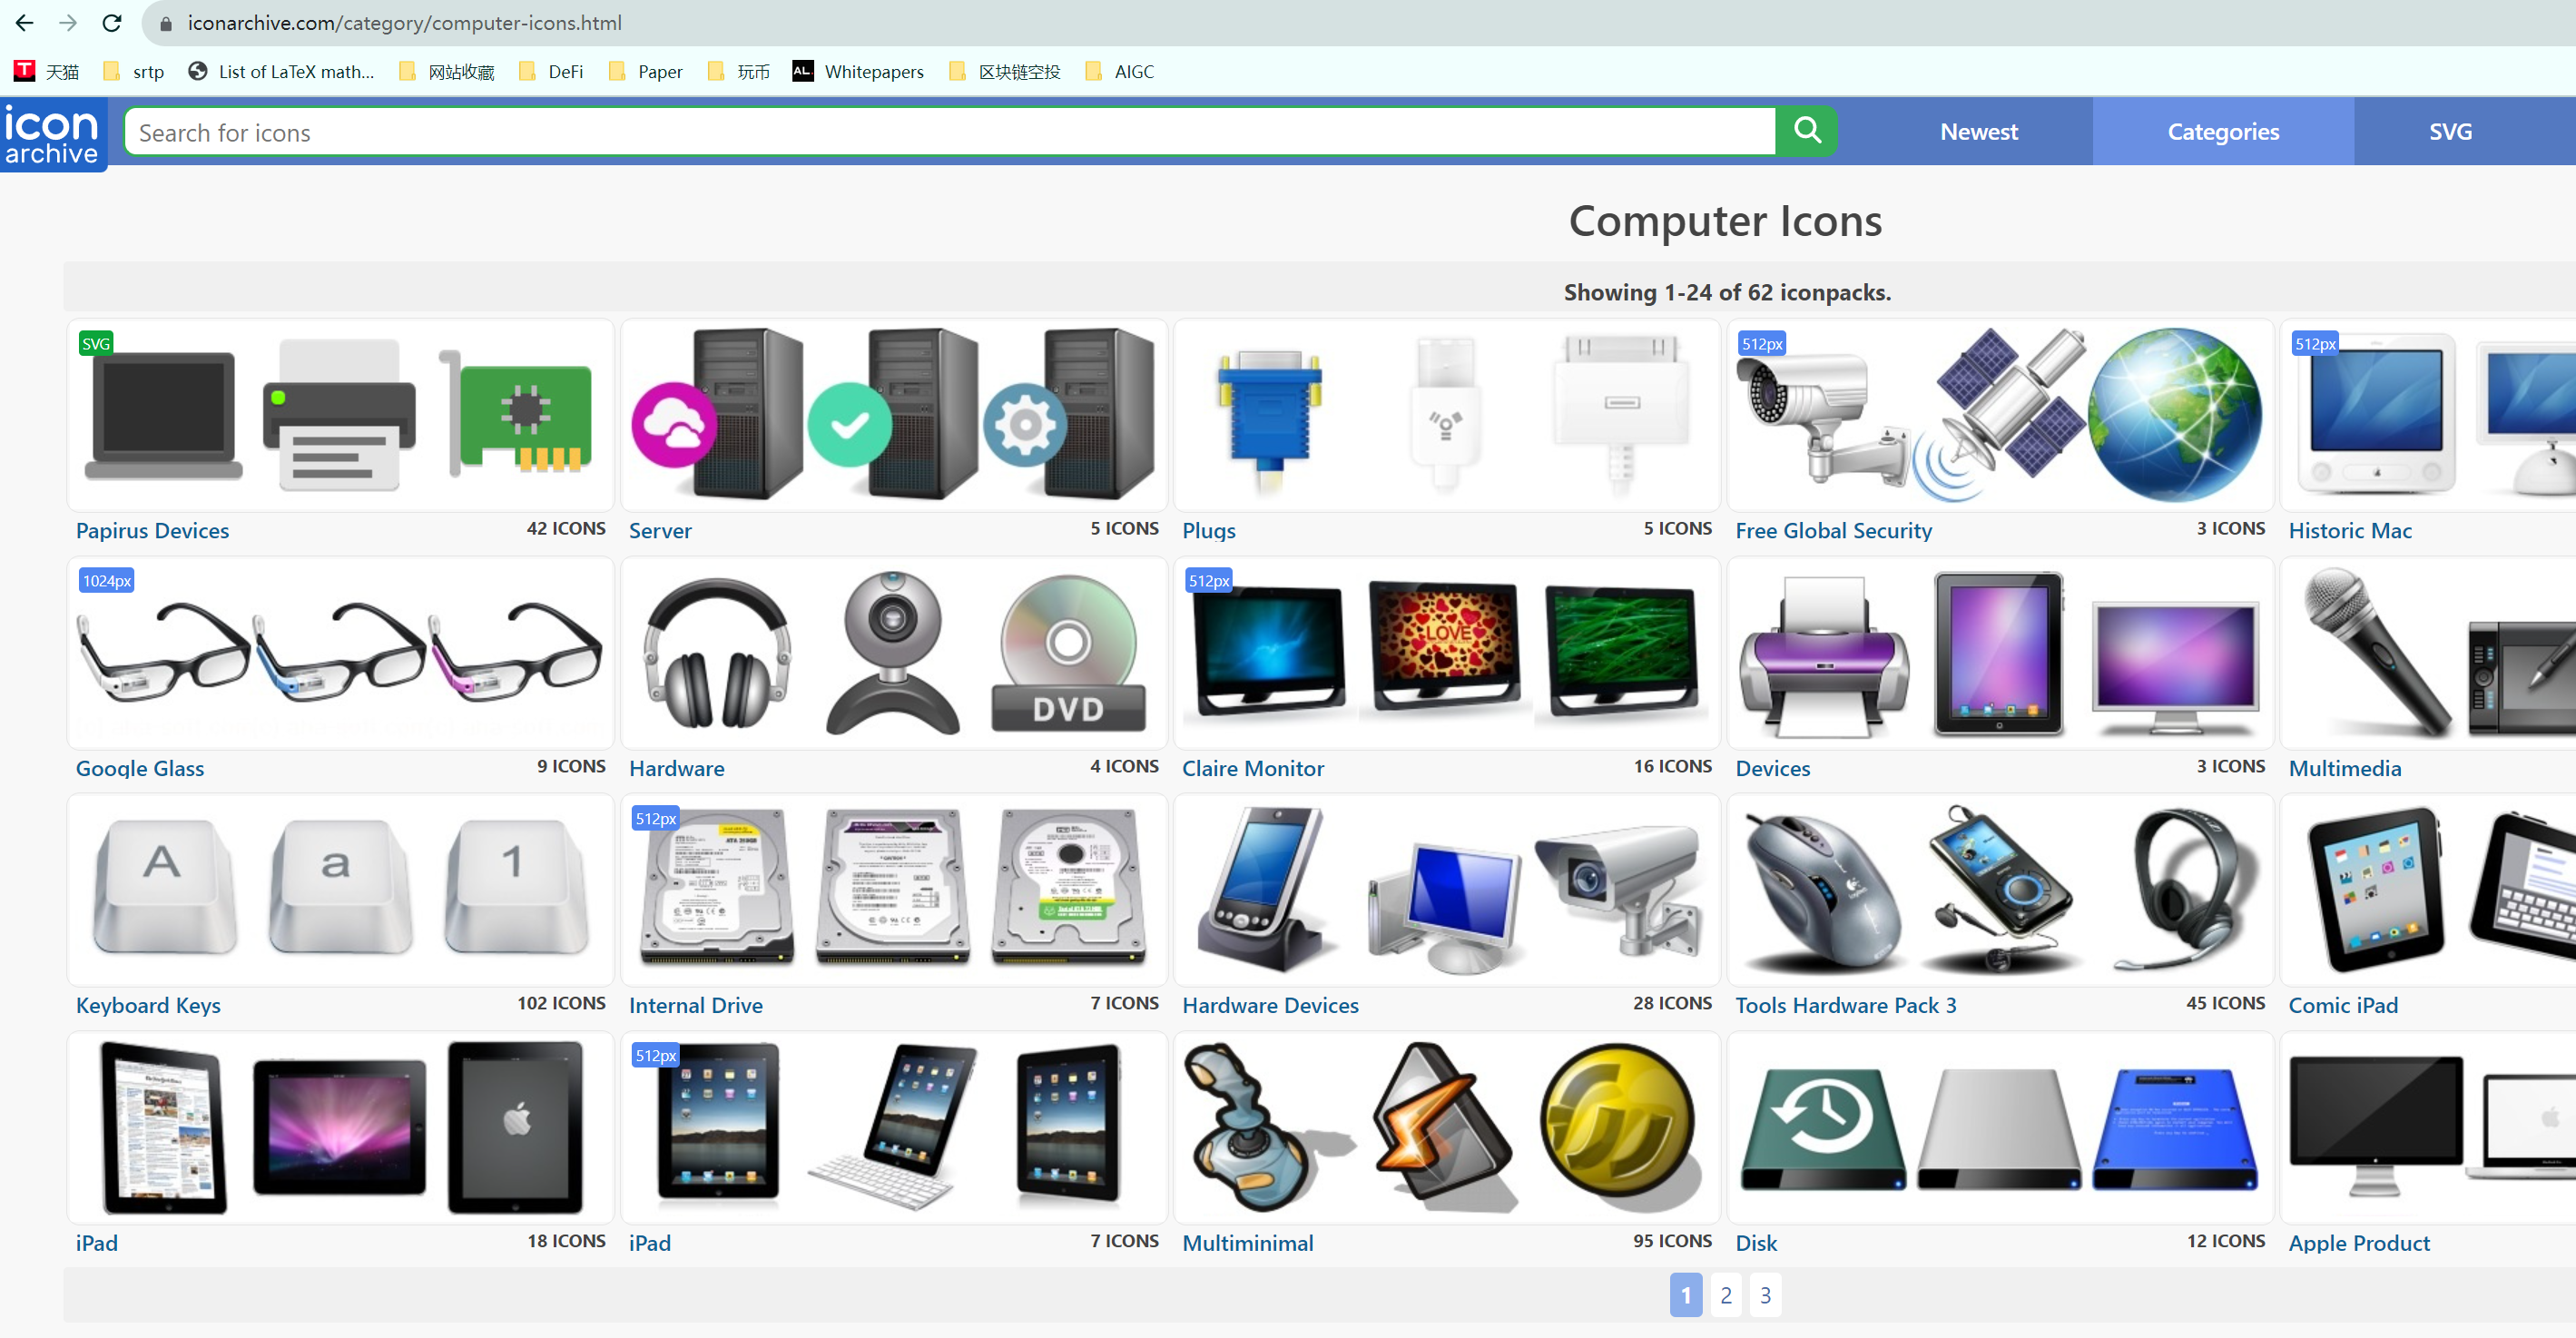 iconarchive.com/category/computer-icons.html
天猫 srtp List of LaTeX math... 网站收藏 DeFi Paper 玩币 AL. Whitepapers 区块链空投 AIGC
icon
archive
Search for icons
Newest
Categories
SVG
Computer Icons
Showing 1-24 of 62 iconpacks.
SVG
512px
512px
Papirus Devices 42 ICONS
Server 5 ICONS
Plugs 5 ICONS
Free Global Security 3 ICONS
Historic Mac
1024px
DVD
512px
LOVE
Google Glass 9 ICONS
Hardware 4 ICONS
Claire Monitor 16 ICONS
Devices 3 ICONS
Multimedia
A
a
1
512px
Keyboard Keys 102 ICONS
Internal Drive 7 ICONS
Hardware Devices 28 ICONS
Tools Hardware Pack 3 45 ICONS
Comic iPad
512px
iPad 18 ICONS
iPad 7 ICONS
Multiminimal 95 ICONS
Disk 12 ICONS
Apple Product
1 2 3